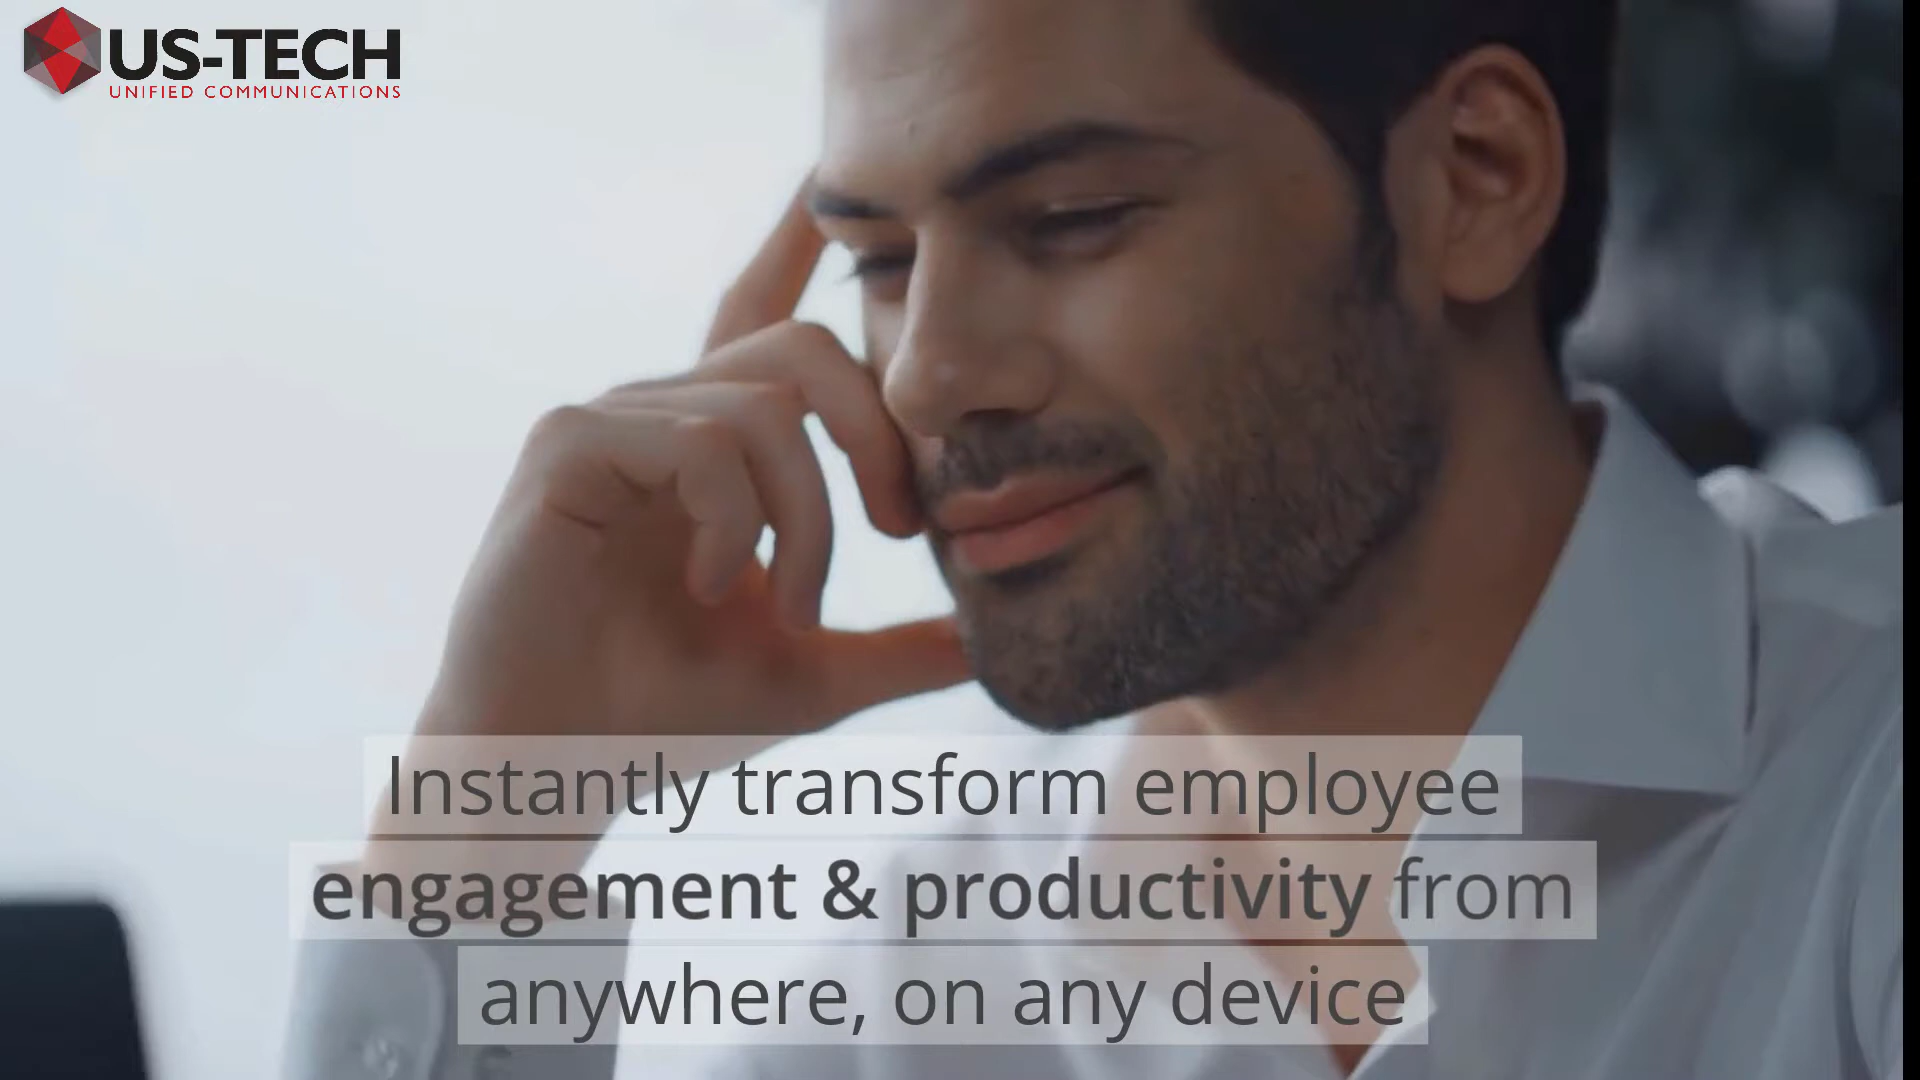 US-TECH
UNIFIED COMMUNICATIONS
Instantly transform employee
engagement & productivity from
anywhere, on any device